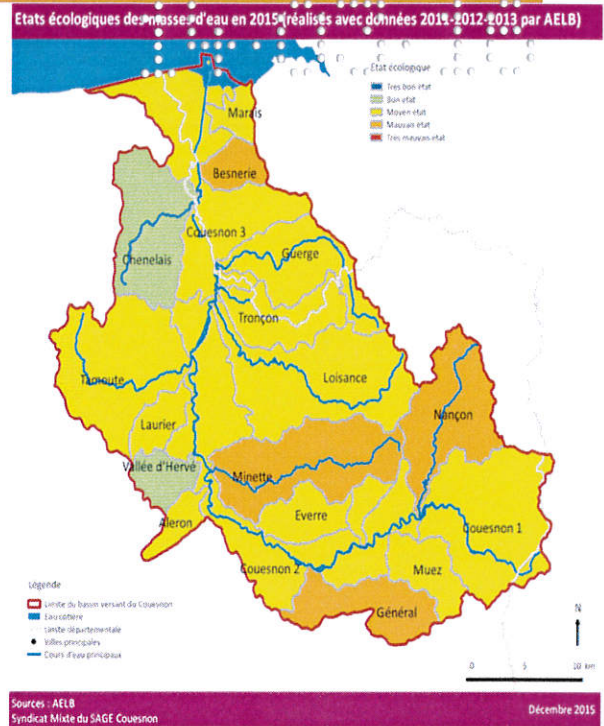 Etats écologiques des masses d'eau en 2015 (réalisés avec données 2011-2012-2013 par AELB)
Etat écologique
Tres bon état
Bon état
Moyen état
Mauvais état
Très mauvais état
Marais
Besnerie
Couesnon 3
Chenelais
Guerge
Tronçon
Tamoute
Loisance
Nançon
Laurier
Vallée d'Hervé
Minette
Everre
Aleron
Couesnon 1
Couesnon 2
Muez
Général
Légende
Limite du bassin versant du Couesnon
Eau cotiere
Limite départementale
Villes principales
Cours d'eau principaux
N
0 5 10 km
Sources : AELB
Syndicat Mixte du SAGE Couesnon
Décembre 2015